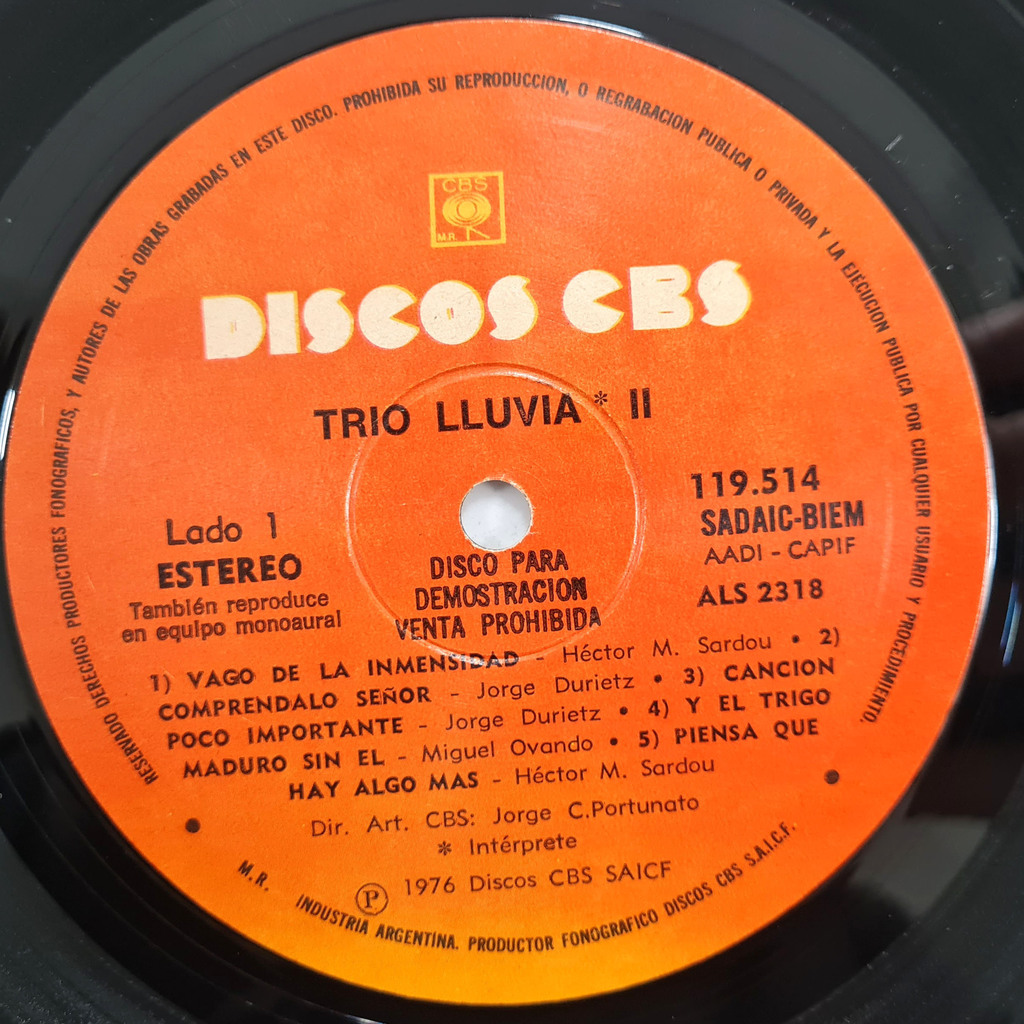 RESERVADO DERECHOS PRODUCTORES FONOGRAFICOS, Y AUTORES DE LAS OBRAS GRABADAS EN ESTE DISCO. PROHIBIDA SU REPRODUCCION, O REGRABACION PUBLICA O PRIVADA Y LA EJECUCION PUBLICA POR CUALQUIER USUARIO Y PROCEDIMIENTO.
CBS
M.R.
DISCOS CBS
TRIO LLUVIA * II
Lado 1
ESTEREO
También reproduce
en equipo monoaural
DISCO PARA
DEMOSTRACION
VENTA PROHIBIDA
119.514
SADAIC-BIEM
AADI - CAPIF
ALS 2318
1) VAGO DE LA INMENSIDAD - Héctor M. Sardou • 2)
COMPRENDALO SEÑOR - Jorge Durietz • 3) CANCION
POCO IMPORTANTE - Jorge Durietz • 4) Y EL TRIGO
MADURO SIN EL - Miguel Ovando • 5) PIENSA QUE
HAY ALGO MAS - Héctor M. Sardou
Dir. Art. CBS: Jorge C.Portunato
* Intérprete
℗ 1976 Discos CBS SAICF
M.R. INDUSTRIA ARGENTINA. PRODUCTOR FONOGRAFICO DISCOS CBS S.A.I.C.F.